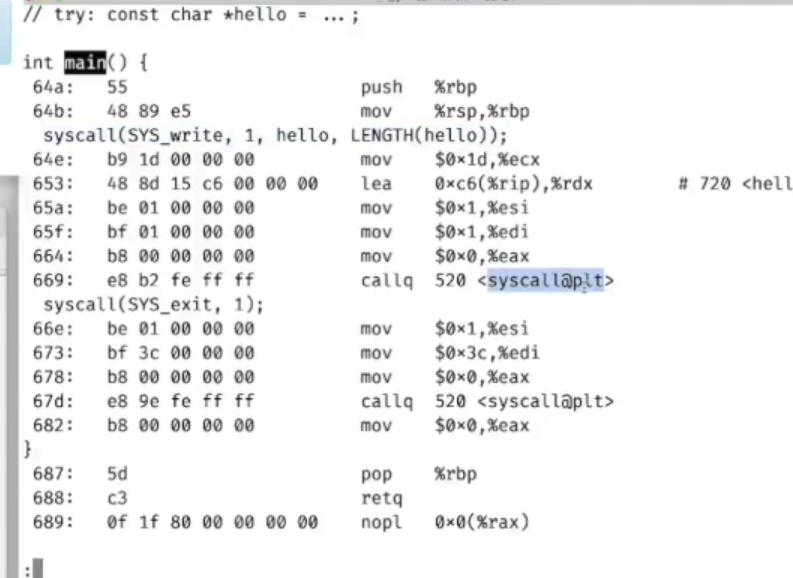 // try: const char *hello = ...;
int main() {
64a: 55 push %rbp
64b: 48 89 e5 mov %rsp,%rbp
syscall(SYS_write, 1, hello, LENGTH(hello));
64e: b9 1d 00 00 00 mov $0×1d,%ecx
653: 48 8d 15 c6 00 00 00 lea 0×c6(%rip),%rdx # 720 <hell
65a: be 01 00 00 00 mov $0×1,%esi
65f: bf 01 00 00 00 mov $0×1,%edi
664: b8 00 00 00 00 mov $0×0,%eax
669: e8 b2 fe ff ff callq 520 <syscall@plt>
syscall(SYS_exit, 1);
66e: be 01 00 00 00 mov $0×1,%esi
673: bf 3c 00 00 00 mov $0×3c,%edi
678: b8 00 00 00 00 mov $0×0,%eax
67d: e8 9e fe ff ff callq 520 <syscall@plt>
682: b8 00 00 00 00 mov $0×0,%eax
}
687: 5d pop %rbp
688: c3 retq
689: 0f 1f 80 00 00 00 00 nopl 0×0(%rax)
: